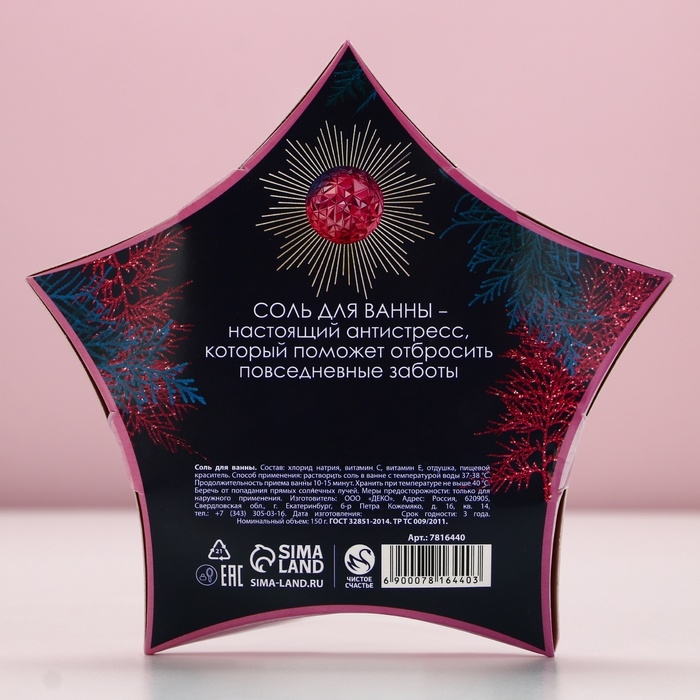 СОЛЬ ДЛЯ ВАННЫ –
настоящий антистресс,
который поможет отбросить
повседневные заботы
Соль для ванны. Состав: хлорид натрия, витамин С, витамин Е, отдушка, пищевой
краситель. Способ применения: растворить соль в ванне с температурой воды 37-38 °С.
Продолжительность приема ванны 10-15 минут. Хранить при температуре не выше 40 °С.
Беречь от попадания прямых солнечных лучей. Меры предосторожности: только для
наружного применения. Изготовитель: ООО «ДЕКО». Адрес: Россия, 620905,
Свердловская обл., г. Екатеринбург, б-р Петра Кожемяко, д. 16, кв. 14,
тел.: +7 (343) 305-03-16. Дата изготовления: Срок годности: 3 года.
Номинальный объем: 150 г. ГОСТ 32851-2014. ТР ТС 009/2011.
Арт.: 7816440
21
EAC
SIMA
LAND
SIMA-LAND.RU
ЧИСТОЕ
СЧАСТЬЕ
6 900078 164403